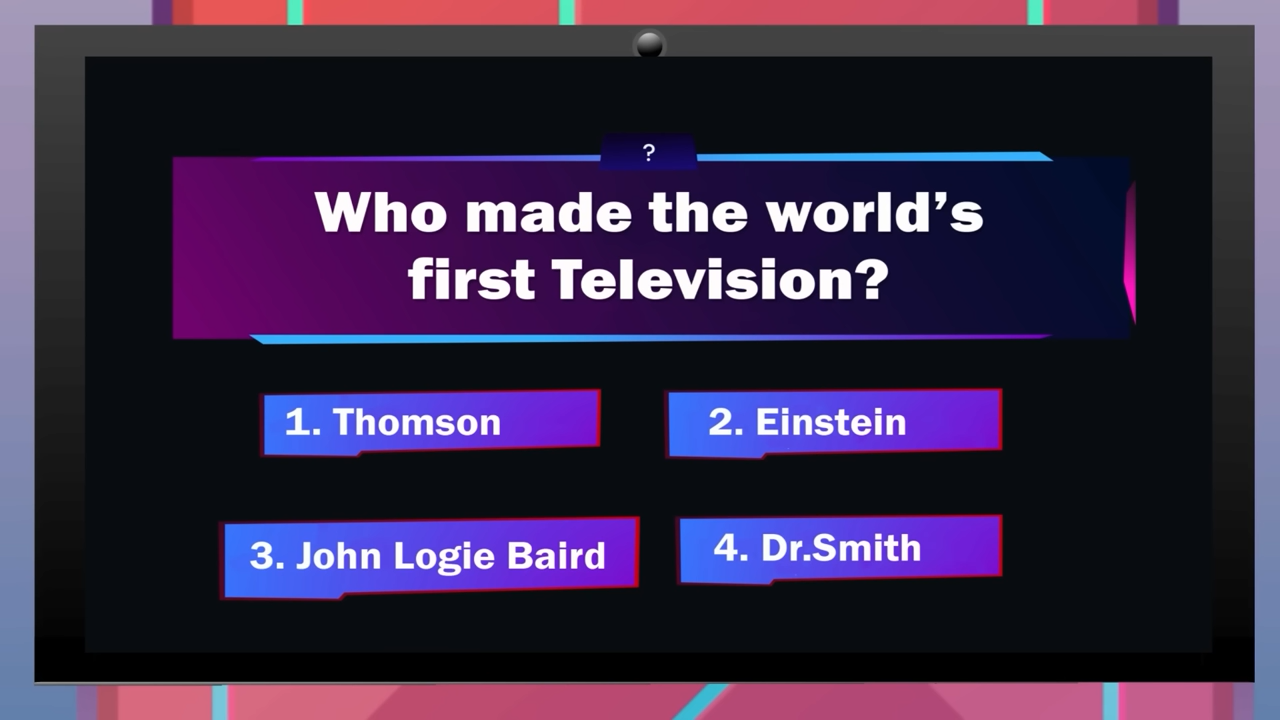 ?
Who made the world’s
first Television?
1. Thomson
2. Einstein
3. John Logie Baird
4. Dr.Smith